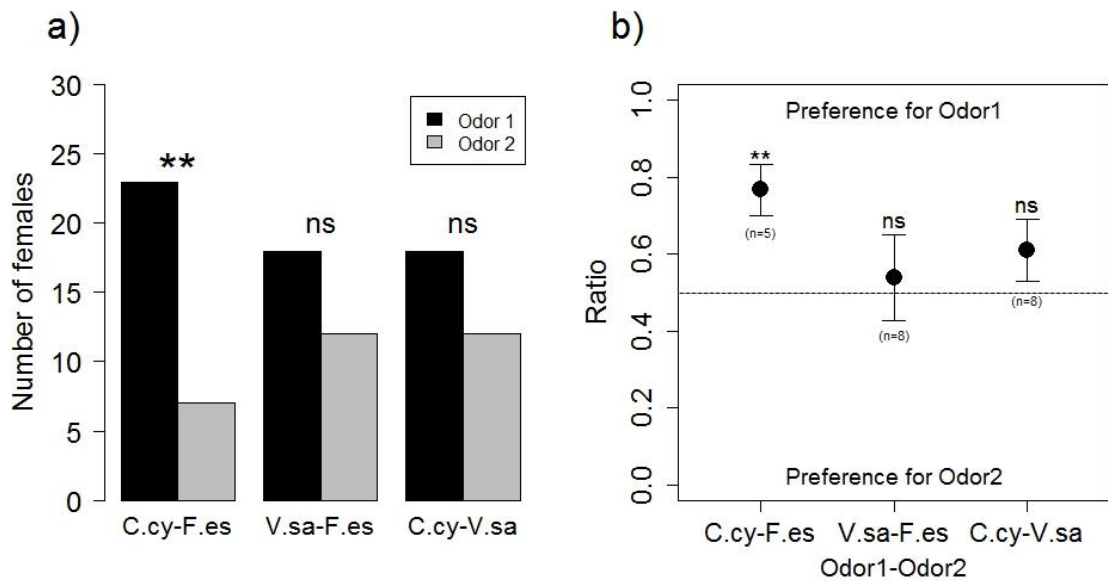 a)
Number of females
30
25
20
15
10
5
0
Odor 1
Odor 2
**
ns
ns
C.cy-F.es V.sa-F.es C.cy-V.sa
b)
Ratio
1.0
0.8
0.6
0.4
0.2
0.0
Preference for Odor1
**
(n=5)
ns
(n=8)
ns
(n=8)
Preference for Odor2
C.cy-F.es V.sa-F.es C.cy-V.sa
Odor1-Odor2